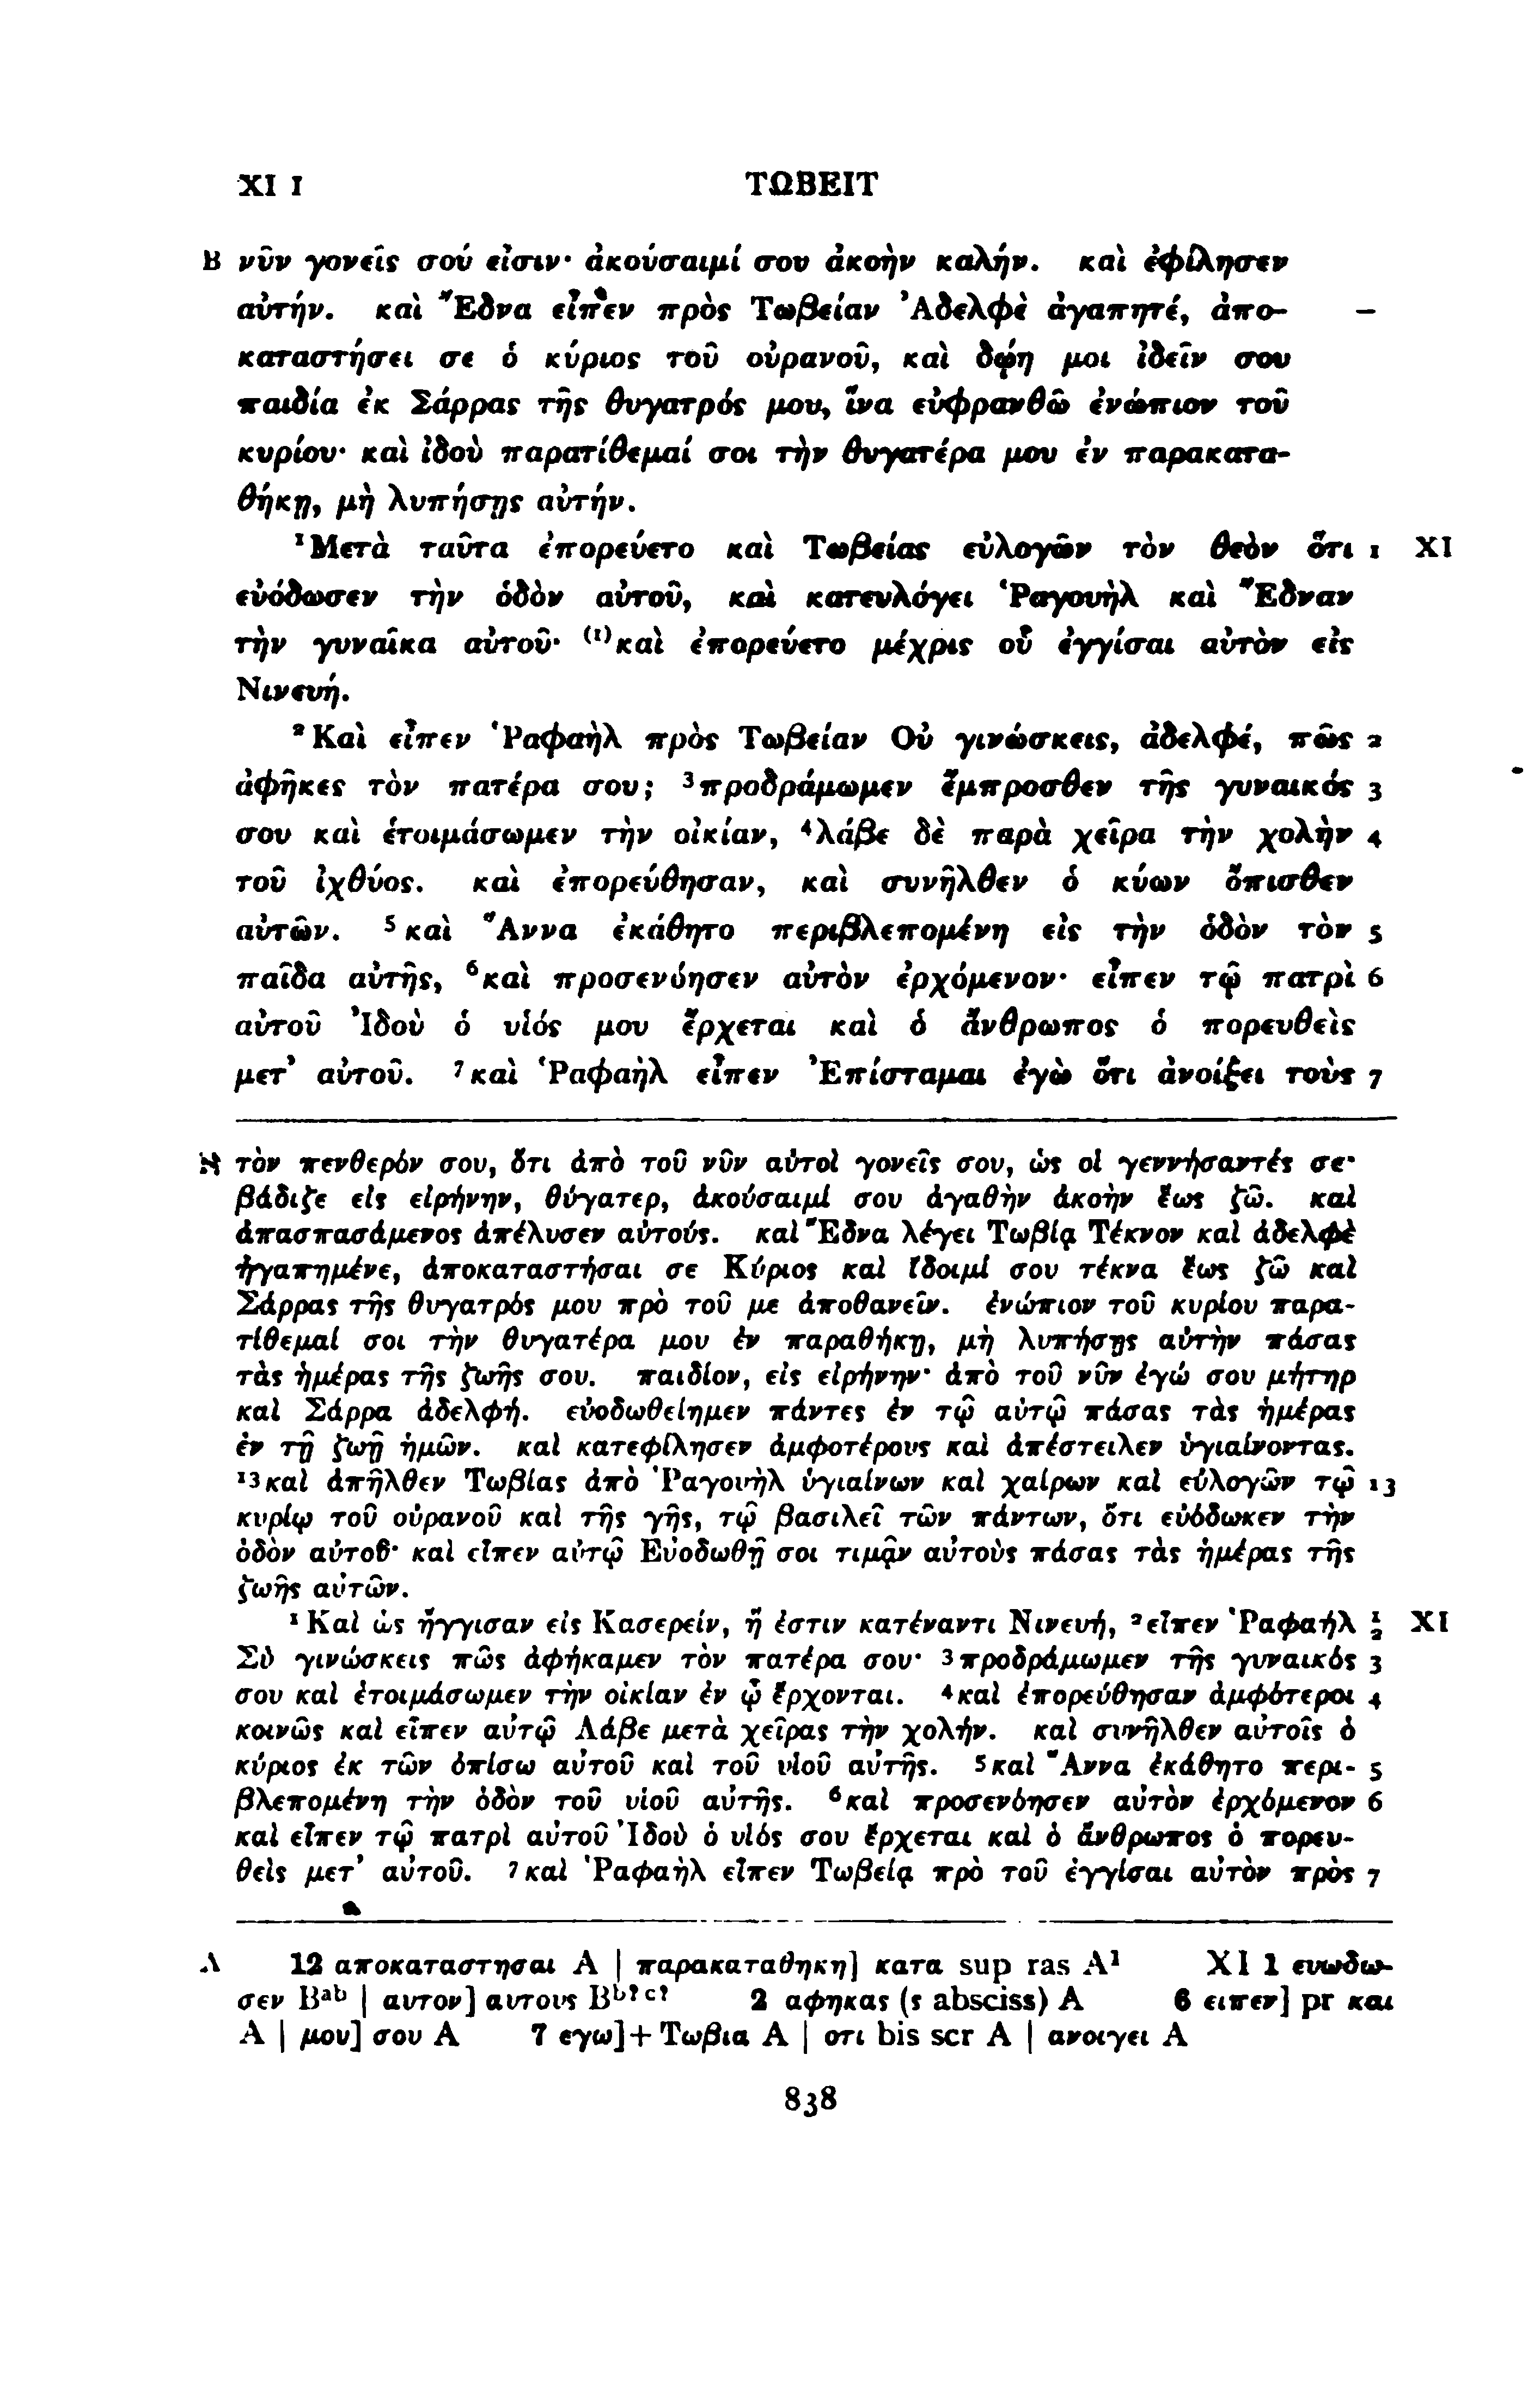 XI 1 ΤΩΒΕΙΤ
B νῦν γονεῖς σού εἰσιν· ἀκούσαιμί σου ἀκοὴν καλήν. καὶ ἐφίλησεν
αὐτήν. καὶ Ἔδνα εἶπεν πρὸς Τωβείαν Ἀδελφὲ ἀγαπητέ, ἀπο-
καταστήσει σε ὁ κύριος τοῦ οὐρανοῦ, καὶ δῴη μοι ἰδεῖν σου
παιδία ἐκ Σάρρας τῆς θυγατρός μου, ἵνα εὐφρανθῶ ἐνώπιον τοῦ
κυρίου· καὶ ἰδοὺ παρατίθεμαί σοι τὴν θυγατέρα μου ἐν παρακατα-
θήκῃ, μὴ λυπήσῃς αὐτήν.
¹Μετὰ ταῦτα ἐπορεύετο καὶ Τωβείας εὐλογῶν τὸν θεὸν ὅτι 1 XI
εὐόδωσεν τὴν ὁδὸν αὐτοῦ, καὶ κατευλόγει Ῥαγουὴλ καὶ Ἔδναν
τὴν γυναῖκα αὐτοῦ· ⁽¹⁾καὶ ἐπορεύετο μέχρις οὗ ἐγγίσαι αὐτὸν εἰς
Νινευή.
²Καὶ εἶπεν Ῥαφαὴλ πρὸς Τωβείαν Οὐ γινώσκεις, ἀδελφέ, πῶς 2
ἀφῆκες τὸν πατέρα σου; ³προδράμωμεν ἔμπροσθεν τῆς γυναικός 3
σου καὶ ἑτοιμάσωμεν τὴν οἰκίαν, ⁴λάβε δὲ παρὰ χεῖρα τὴν χολὴν 4
τοῦ ἰχθύος. καὶ ἐπορεύθησαν, καὶ συνῆλθεν ὁ κύων ὄπισθεν
αὐτῶν. ⁵καὶ Ἄννα ἐκάθητο περιβλεπομένη εἰς τὴν ὁδὸν τὸν 5
παῖδα αὐτῆς, ⁶καὶ προσενόησεν αὐτὸν ἐρχόμενον· εἶπεν τῷ πατρὶ 6
αὐτοῦ Ἰδοὺ ὁ υἱός μου ἔρχεται καὶ ὁ ἄνθρωπος ὁ πορευθεὶς
μετ’ αὐτοῦ. ⁷καὶ Ῥαφαὴλ εἶπεν Ἐπίσταμαι ἐγὼ ὅτι ἀνοίξει τοὺς 7
א τὸν πενθερόν σου, ὅτι ἀπὸ τοῦ νῦν αὐτοὶ γονεῖς σου, ὡς οἱ γεννήσαντές σε·
βάδιζε εἰς εἰρήνην, θύγατερ, ἀκούσαιμί σου ἀγαθὴν ἀκοὴν ἕως ζῶ. καὶ
ἀπασπασάμενος ἀπέλυσεν αὐτούς. καὶ Ἔδνα λέγει Τωβίᾳ Τέκνον καὶ ἀδελφὲ
ἠγαπημένε, ἀποκαταστήσαι σε Κύριος καὶ ἴδοιμί σου τέκνα ἕως ζῶ καὶ
Σάρρας τῆς θυγατρός μου πρὸ τοῦ με ἀποθανεῖν. ἐνώπιον τοῦ κυρίου παρα-
τίθεμαί σοι τὴν θυγατέρα μου ἐν παραθήκῃ, μὴ λυπήσῃς αὐτὴν πάσας
τὰς ἡμέρας τῆς ζωῆς σου. παιδίον, εἰς εἰρήνην· ἀπὸ τοῦ νῦν ἐγώ σου μήτηρ
καὶ Σάρρα ἀδελφή. εὐοδωθείημεν πάντες ἐν τῷ αὐτῷ πάσας τὰς ἡμέρας
ἐν τῇ ζωῇ ἡμῶν. καὶ κατεφίλησεν ἀμφοτέρους καὶ ἀπέστειλεν ὑγιαίνοντας.
¹³καὶ ἀπῆλθεν Τωβίας ἀπὸ Ῥαγουὴλ ὑγιαίνων καὶ χαίρων καὶ εὐλογῶν τῷ 13
κυρίῳ τοῦ οὐρανοῦ καὶ τῆς γῆς, τῷ βασιλεῖ τῶν πάντων, ὅτι εὐόδωκεν τὴν
ὁδὸν αὐτοῦ· καὶ εἶπεν αὐτῷ Εὐοδωθῇ σοι τιμᾷν αὐτοὺς πάσας τὰς ἡμέρας τῆς
ζωῆς αὐτῶν.
¹Καὶ ὡς ἤγγισαν εἰς Κασερείν, ἥ ἐστιν κατέναντι Νινευή, ²εἶπεν Ῥαφαήλ 1/2 XI
Σὺ γινώσκεις πῶς ἀφήκαμεν τὸν πατέρα σου· ³προδράμωμεν τῆς γυναικός 3
σου καὶ ἑτοιμάσωμεν τὴν οἰκίαν ἐν ᾧ ἔρχονται. ⁴καὶ ἐπορεύθησαν ἀμφότεροι 4
κοινῶς καὶ εἶπεν αὐτῷ Λάβε μετὰ χεῖρας τὴν χολήν. καὶ συνῆλθεν αὐτοῖς ὁ
κύριος ἐκ τῶν ὀπίσω αὐτοῦ καὶ τοῦ υἱοῦ αὐτῆς. ⁵καὶ Ἄννα ἐκάθητο περι- 5
βλεπομένη τὴν ὁδὸν τοῦ υἱοῦ αὐτῆς. ⁶καὶ προσενόησεν αὐτὸν ἐρχόμενον 6
καὶ εἶπεν τῷ πατρὶ αὐτοῦ Ἰδοὺ ὁ υἱός σου ἔρχεται καὶ ὁ ἄνθρωπος ὁ πορευ-
θεὶς μετ’ αὐτοῦ. ⁷καὶ Ῥαφαὴλ εἶπεν Τωβείᾳ πρὸ τοῦ ἐγγίσαι αὐτὸν πρὸς 7
A 12 αποκαταστησαι A | παρακαταθηκη] κατα sup ras A¹ XI 1 ευωδω-
σεν Bᵃᵇ | αυτον] αυτους Bᵇ?ᶜ? 2 αφηκας (s absciss) A 6 ειπεν] pr και
A | μου] σου A 7 εγω]+Τωβια A | οτι bis scr A | ανοιγει A
838